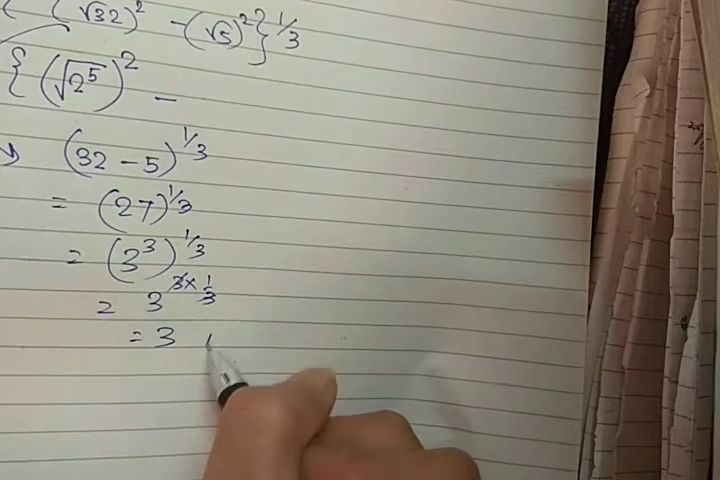 { (√32)² - (√5)² }^1/3
{ (√2⁵)² -
(32 - 5)^1/3
= (27)^1/3
= (3³)^1/3
= 3^3×1/3
= 3